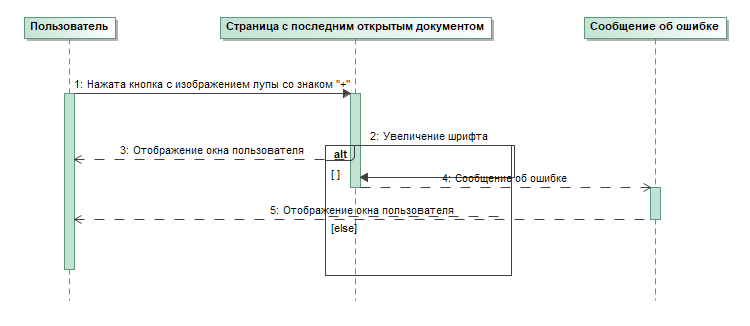 Пользователь
Страница с последним открытым документом
Сообщение об ошибке
1: Нажата кнопка с изображением лупы со знаком "+"
2: Увеличение шрифта
3: Отображение окна пользователя
alt
[ ]
4: Сообщение об ошибке
5: Отображение окна пользователя
[else]